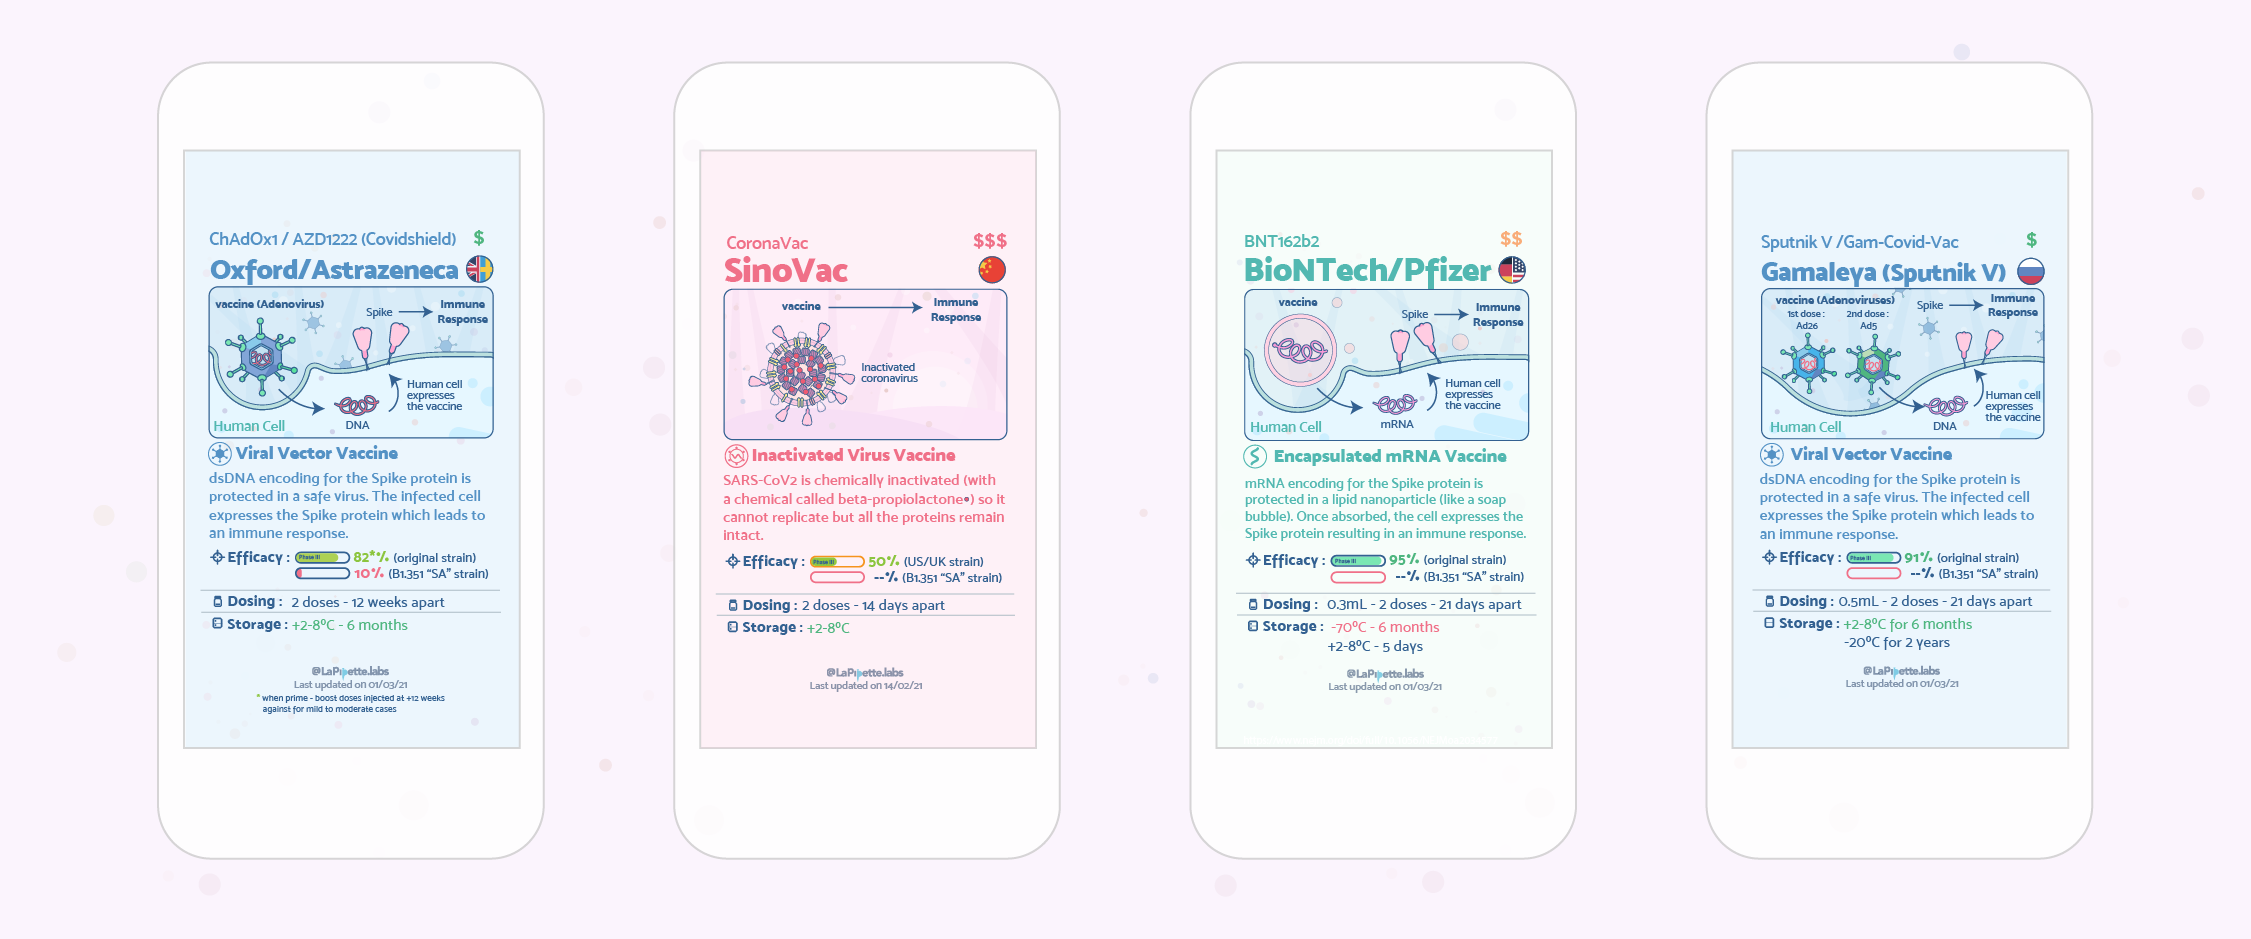 ChAdOx1 / AZD1222 (Covidshield) $
Oxford/Astrazeneca
vaccine (Adenovirus)
Spike
Immune
Response
Human cell
expresses
the vaccine
DNA
Human Cell
Viral Vector Vaccine
dsDNA encoding for the Spike protein is
protected in a safe virus. The infected cell
expresses the Spike protein which leads to
an immune response.
Efficacy : Phase III 82*% (original strain)
10% (B1.351 “SA” strain)
Dosing : 2 doses - 12 weeks apart
Storage : +2-8ºC - 6 months
@LaPipette.labs
Last updated on 01/03/21
* when prime - boost doses injected at +12 weeks
against for mild to moderate cases
CoronaVac $$$
SinoVac
vaccine
Immune
Response
Inactivated
coronavirus
Inactivated Virus Vaccine
SARS-CoV2 is chemically inactivated (with
a chemical called beta-propiolactone•) so it
cannot replicate but all the proteins remain
intact.
Efficacy : Phase III 50% (US/UK strain)
--% (B1.351 “SA” strain)
Dosing : 2 doses - 14 days apart
Storage : +2-8ºC
@LaPipette.labs
Last updated on 14/02/21
BNT162b2 $$
BioNTech/Pfizer
vaccine
Spike
Immune
Response
Human cell
expresses
the vaccine
mRNA
Human Cell
Encapsulated mRNA Vaccine
mRNA encoding for the Spike protein is
protected in a lipid nanoparticle (like a soap
bubble). Once absorbed, the cell expresses the
Spike protein resulting in an immune response.
Efficacy : Phase III 95% (original strain)
--% (B1.351 “SA” strain)
Dosing : 0.3mL - 2 doses - 21 days apart
Storage : -70ºC - 6 months
+2-8ºC - 5 days
@LaPipette.labs
Last updated on 01/03/21
Sputnik V /Gam-Covid-Vac $
Gamaleya (Sputnik V)
vaccine (Adenoviruses)
1st dose :
Ad26
2nd dose :
Ad5
Spike
Immune
Response
Human cell
expresses
the vaccine
DNA
Human Cell
Viral Vector Vaccine
dsDNA encoding for the Spike protein is
protected in a safe virus. The infected cell
expresses the Spike protein which leads to
an immune response.
Efficacy : Phase III 91% (original strain)
--% (B1.351 “SA” strain)
Dosing : 0.5mL - 2 doses - 21 days apart
Storage : +2-8ºC for 6 months
-20ºC for 2 years
@LaPipette.labs
Last updated on 01/03/21